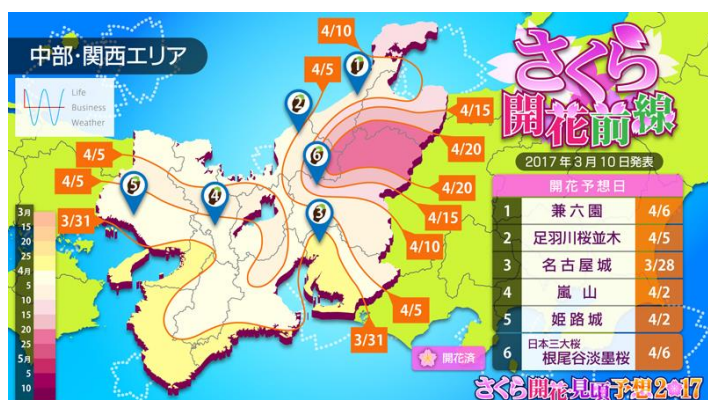 中部・関西エリア
Life
Business
Weather
4/10
4/5
1
2
4/15
4/20
6
4/5
4/5
5
4
4/20
3/31
3
4/15
4/10
4/5
3/31
3月
15
20
25
4月
5
10
15
20
25
5月
5
10
開花済
さくら
開花前線
2017年3月10日発表
開花予想日
1 兼六園 4/6
2 足羽川桜並木 4/5
3 名古屋城 3/28
4 嵐山 4/2
5 姫路城 4/2
6 日本三大桜 4/6
根尾谷淡墨桜
さくら開花・見頃予想2017